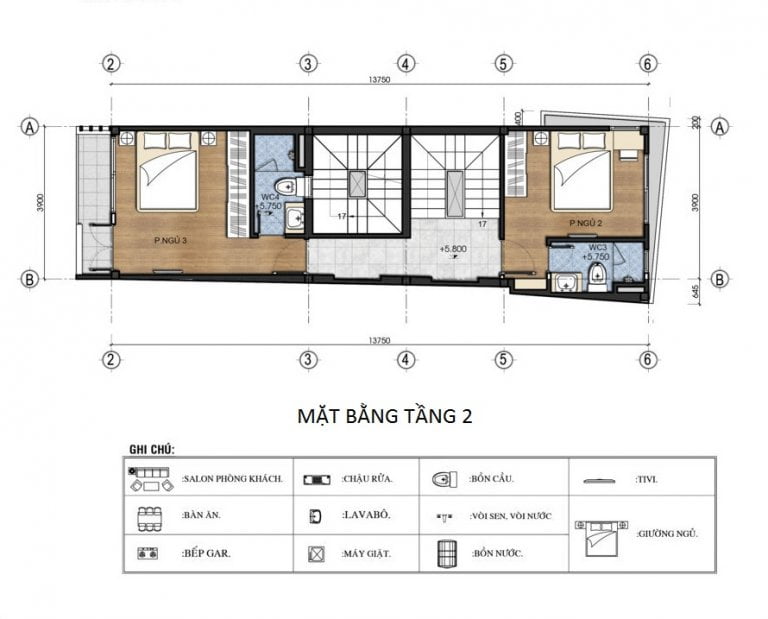 2 3 4 5 6
13750
400
200
A A
3900 3900
WC4
+5.750
17
17
P.NGỦ 2
P.NGỦ 3
+5.800
WC3
+5.750
B B
645
13750
2 3 4 5 6
MẶT BẰNG TẦNG 2
GHI CHÚ:
:SALON PHÒNG KHÁCH. :CHẬU RỬA. :BỒN CẦU. :TIVI.
:BÀN ĂN. :LAVABÔ. :VÒI SEN, VÒI NƯỚC
:GIƯỜNG NGỦ.
:BẾP GAR. :MÁY GIẶT. :BỒN NƯỚC.